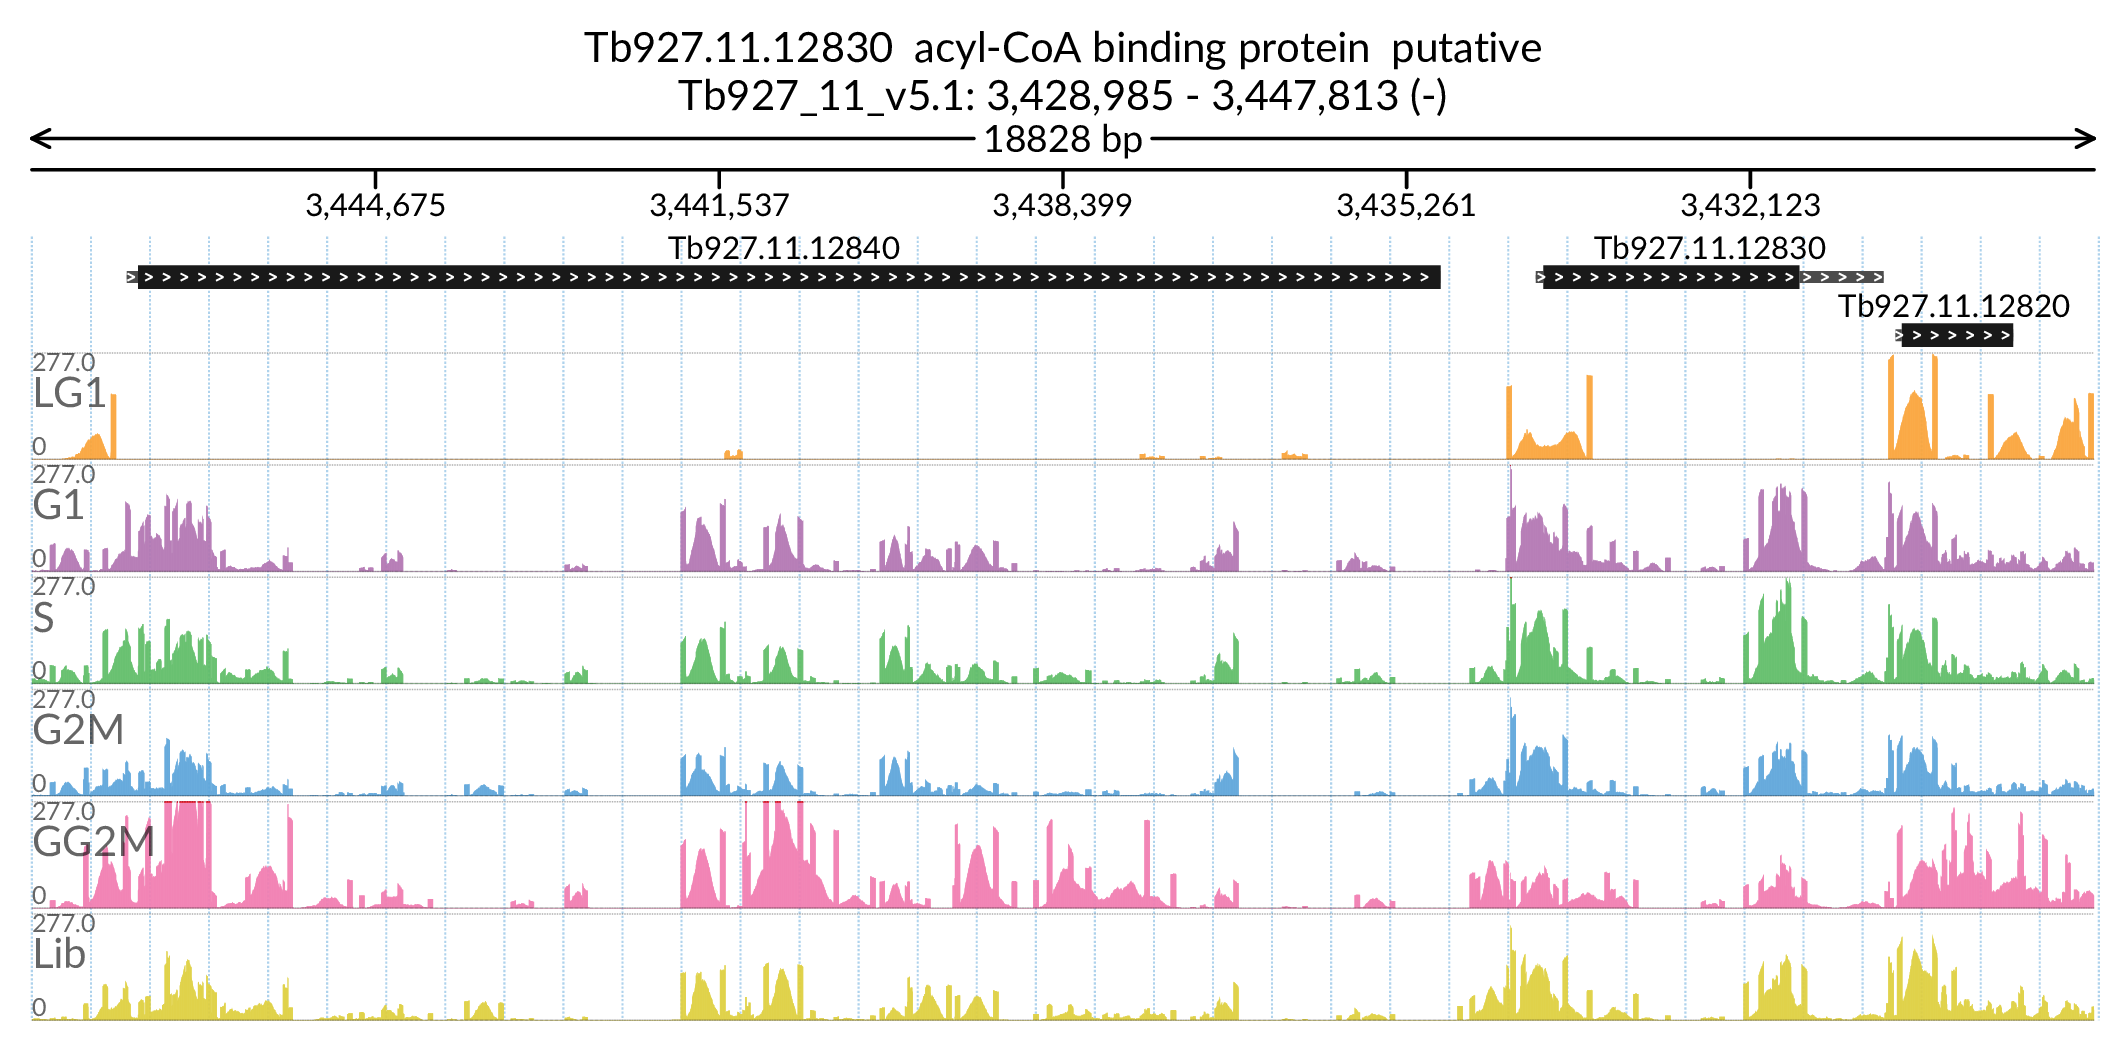 Tb927.11.12830 acyl-CoA binding protein putative
Tb927_11_v5.1: 3,428,985 - 3,447,813 (-)
18828 bp
3,444,675 3,441,537 3,438,399 3,435,261 3,432,123
Tb927.11.12840 Tb927.11.12830
Tb927.11.12820
277.0
LG1
0
277.0
G1
0
277.0
S
0
277.0
G2M
0
277.0
GG2M
0
277.0
Lib
0